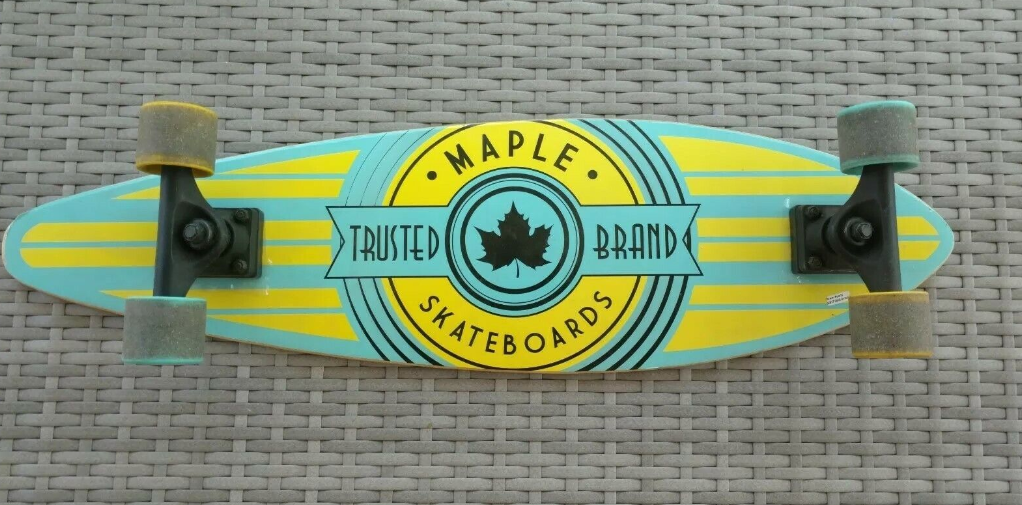 • MAPLE •
TRUSTED BRAND
SKATEBOARDS